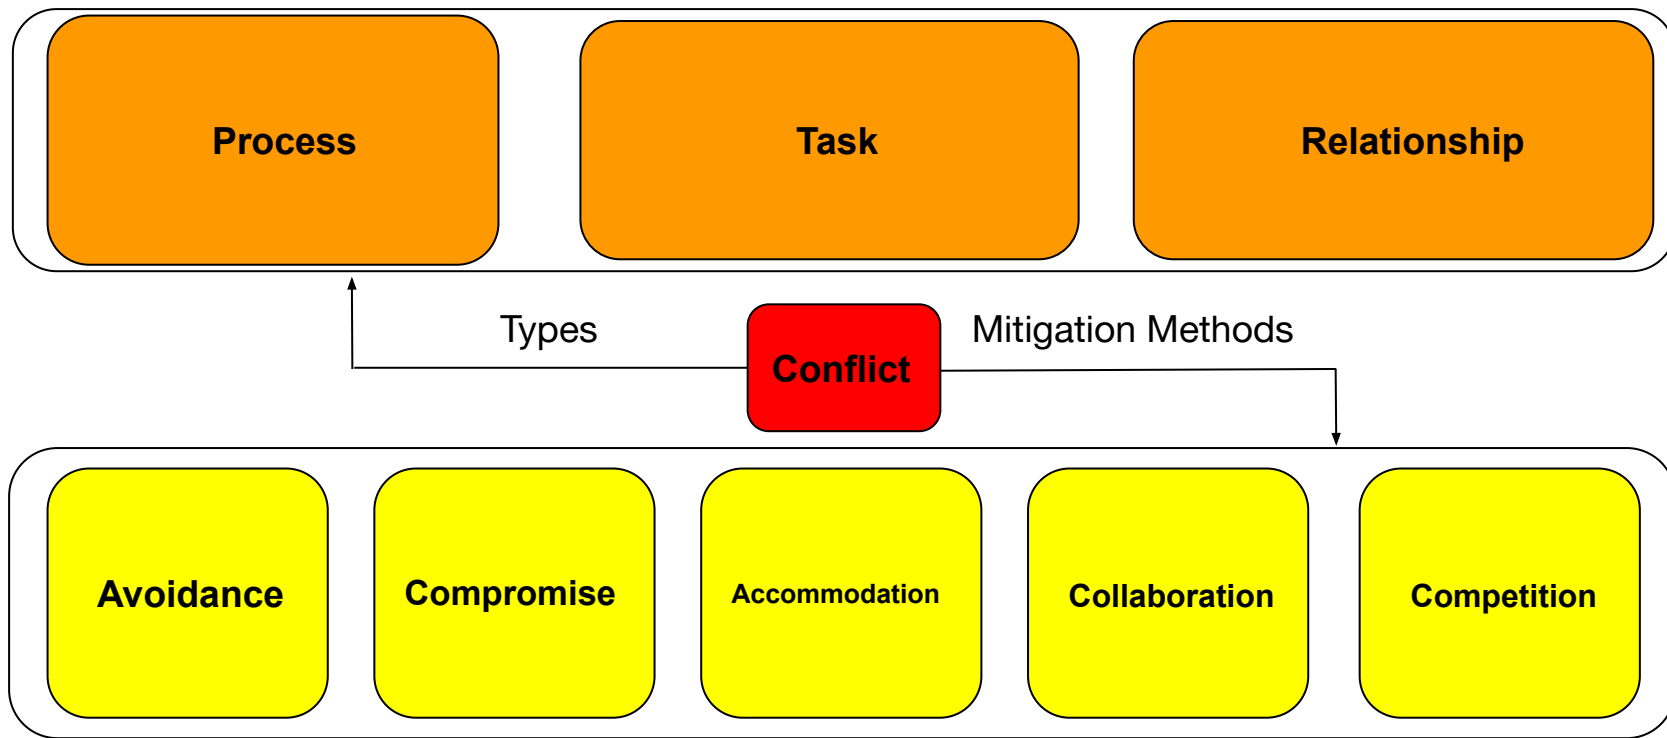 Process
Task
Relationship
Types
Conflict
Mitigation Methods
Avoidance
Compromise
Accommodation
Collaboration
Competition